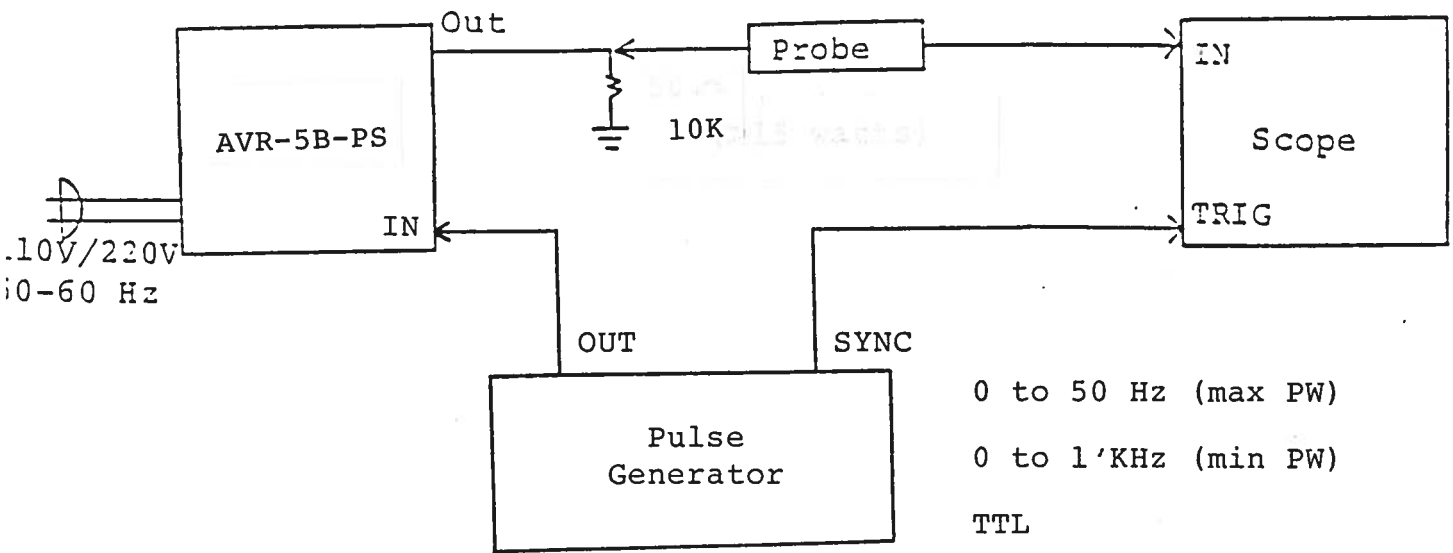 Out
Probe
IN
AVR-5B-PS
10K
Scope
IN
TRIG
.10V/220V
50-60 Hz
OUT
SYNC
0 to 50 Hz (max PW)
Pulse
Generator
0 to 1'KHz (min PW)
TTL